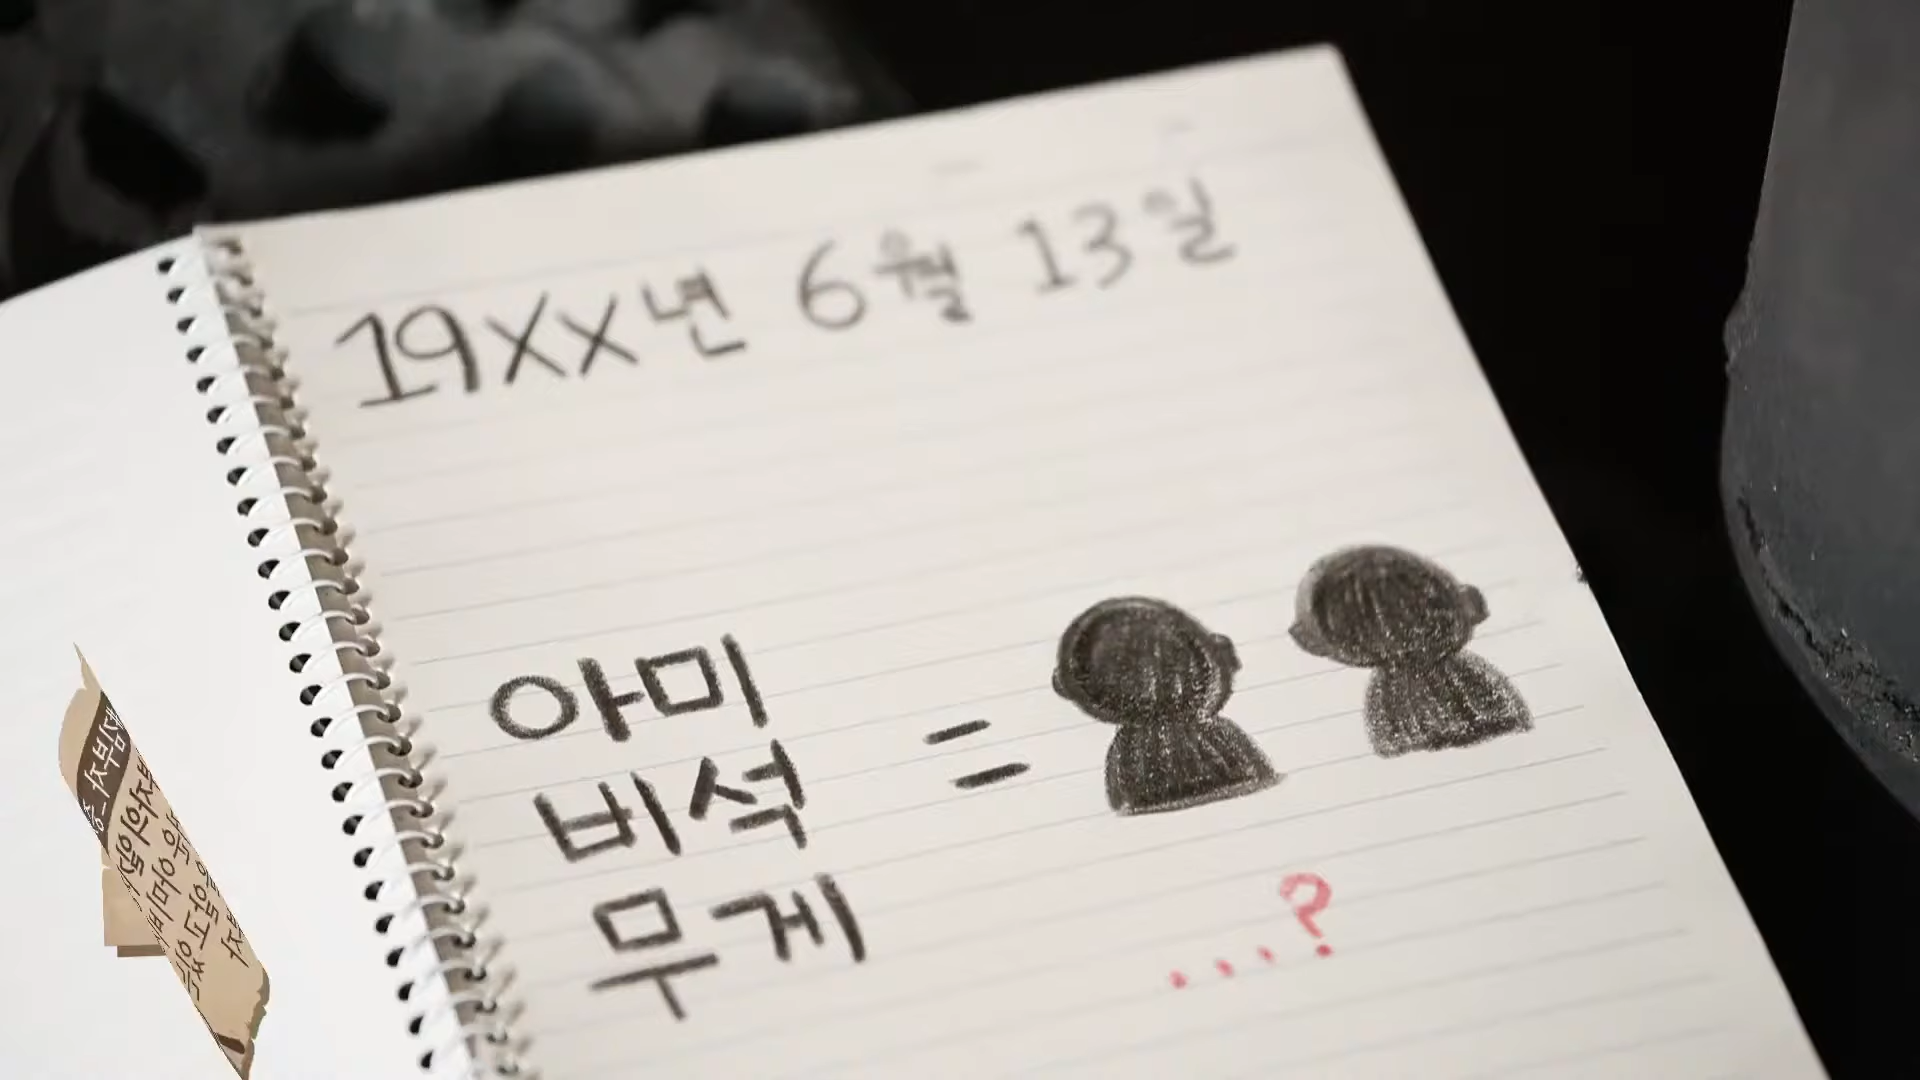 19XX년 6월 13일
아미
비석
무게
=
...?